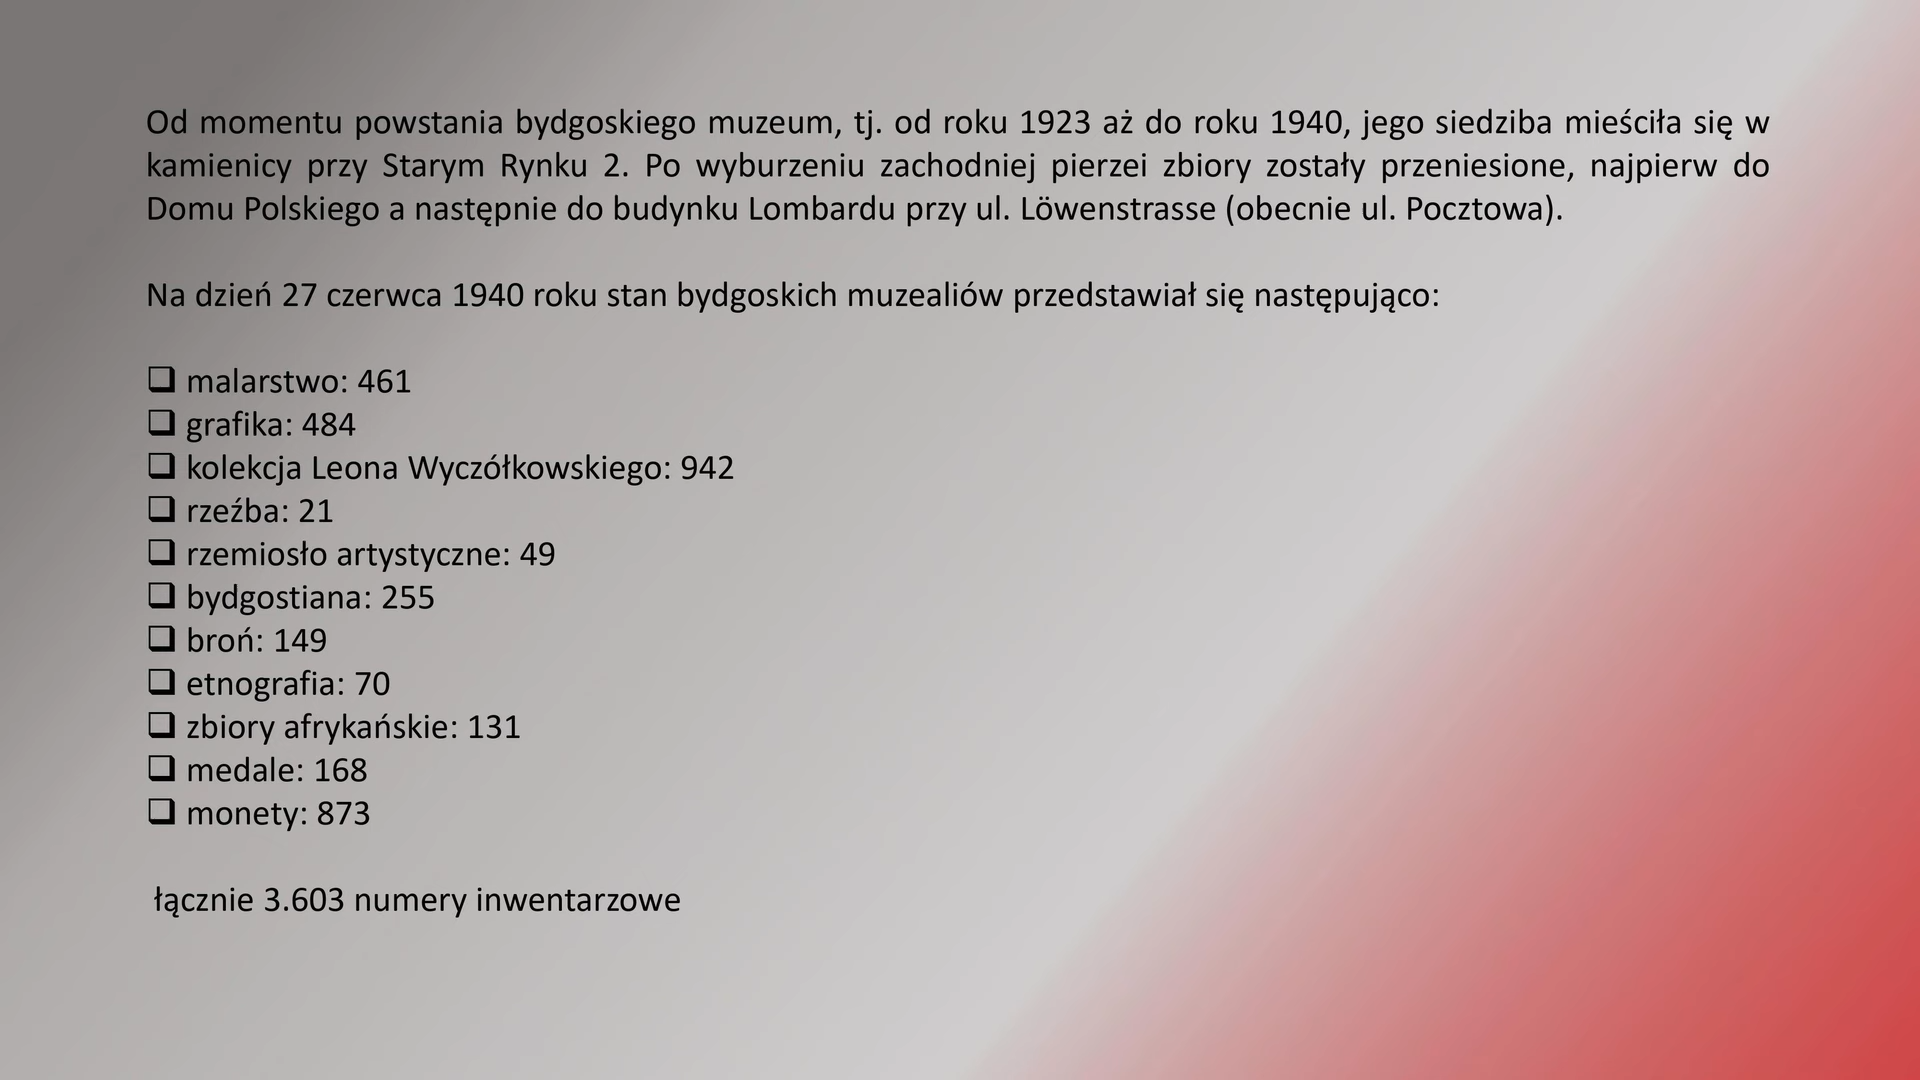 Od momentu powstania bydgoskiego muzeum, tj. od roku 1923 aż do roku 1940, jego siedziba mieściła się w
kamienicy przy Starym Rynku 2. Po wyburzeniu zachodniej pierzei zbiory zostały przeniesione, najpierw do
Domu Polskiego a następnie do budynku Lombardu przy ul. Löwenstrasse (obecnie ul. Pocztowa).
Na dzień 27 czerwca 1940 roku stan bydgoskich muzealiów przedstawiał się następująco:
❑ malarstwo: 461
❑ grafika: 484
❑ kolekcja Leona Wyczółkowskiego: 942
❑ rzeźba: 21
❑ rzemiosło artystyczne: 49
❑ bydgostiana: 255
❑ broń: 149
❑ etnografia: 70
❑ zbiory afrykańskie: 131
❑ medale: 168
❑ monety: 873
łącznie 3.603 numery inwentarzowe